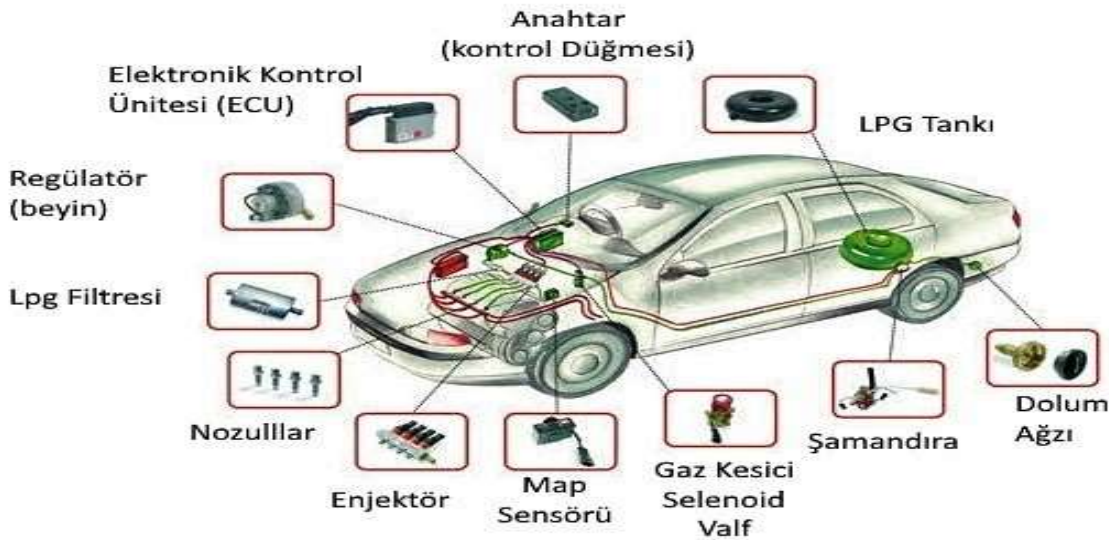 Anahtar
(kontrol Düğmesi)
Elektronik Kontrol
Ünitesi (ECU)
LPG Tankı
Regülatör
(beyin)
Lpg Filtresi
Nozulllar
Enjektör
Map
Sensörü
Gaz Kesici
Selenoid
Valf
Şamandıra
Dolum
Ağzı